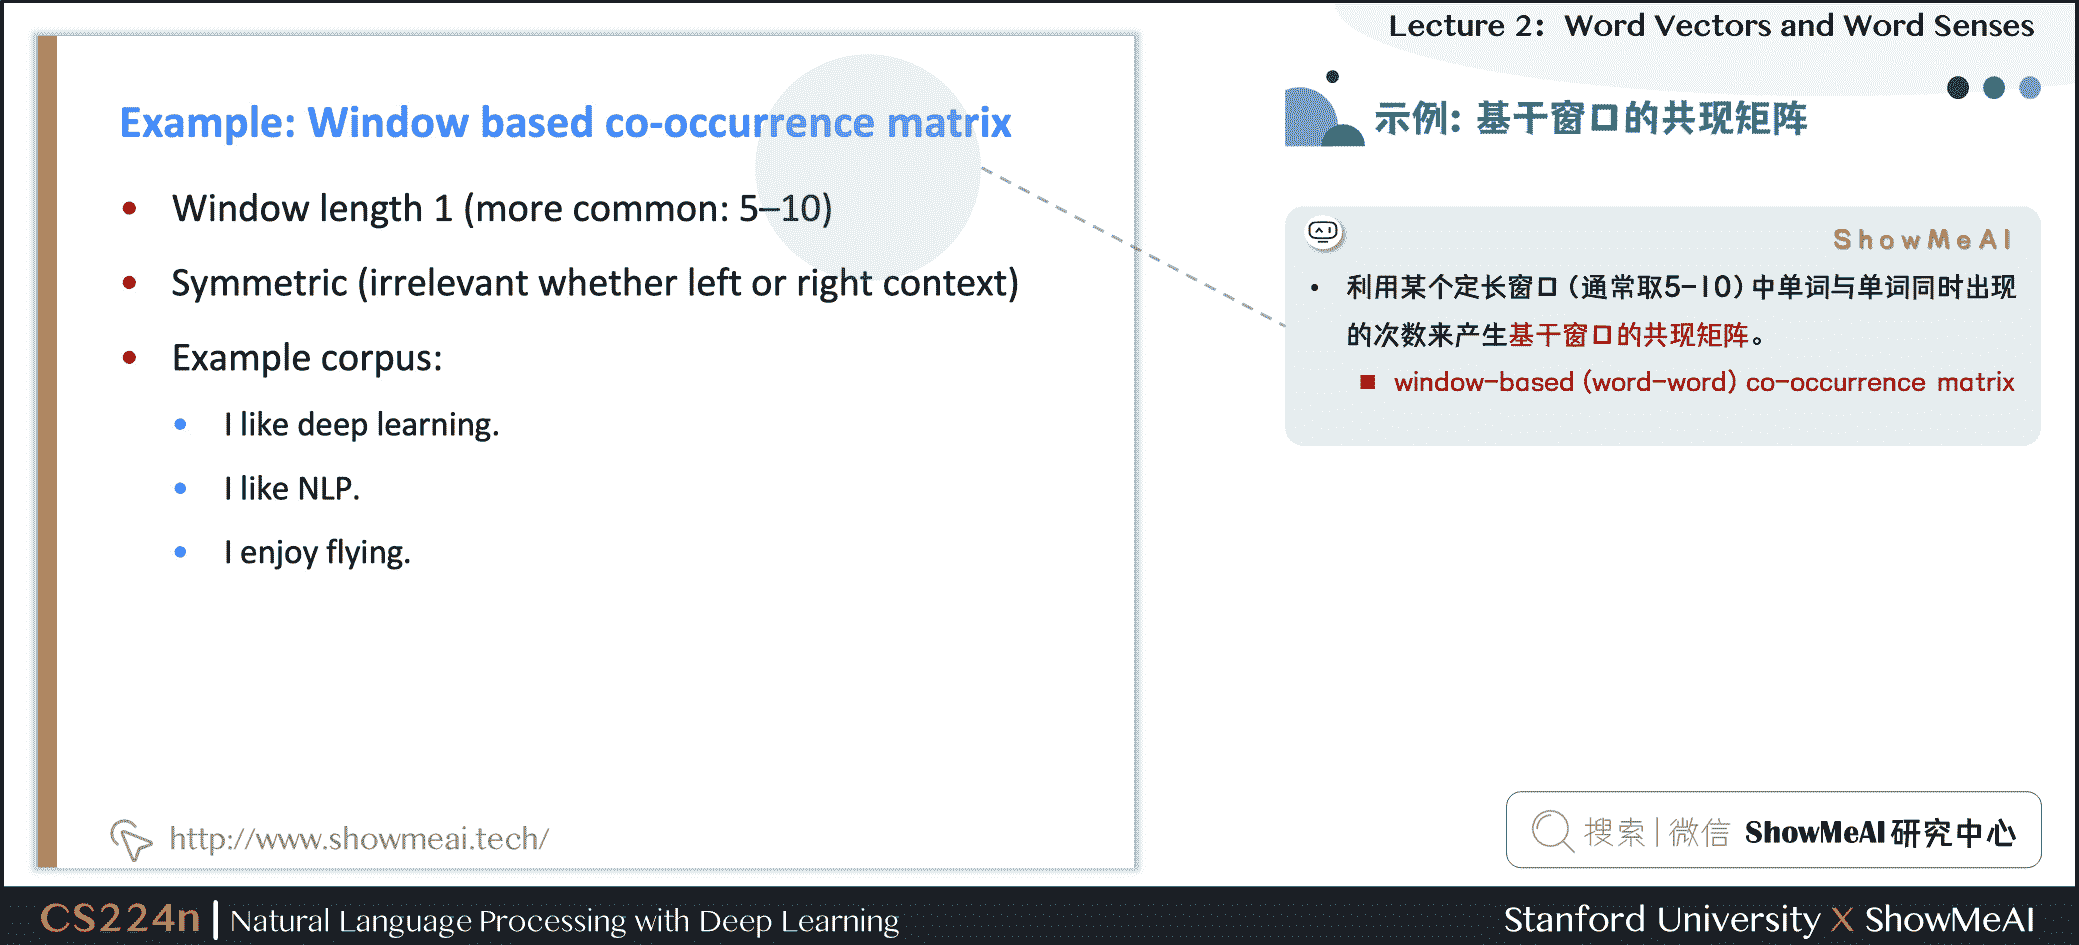 Lecture 2: Word Vectors and Word Senses
Example: Window based co-occurrence matrix
• Window length 1 (more common: 5–10)
• Symmetric (irrelevant whether left or right context)
• Example corpus:
• I like deep learning.
• I like NLP.
• I enjoy flying.
http://www.showmeai.tech/
示例: 基于窗口的共现矩阵
ShowMeAI
• 利用某个定长窗口（通常取5-10）中单词与单词同时出现
的次数来产生基于窗口的共现矩阵。
■ window-based (word-word) co-occurrence matrix
搜索 | 微信 ShowMeAI 研究中心
CS224n | Natural Language Processing with Deep Learning
Stanford University X ShowMeAI